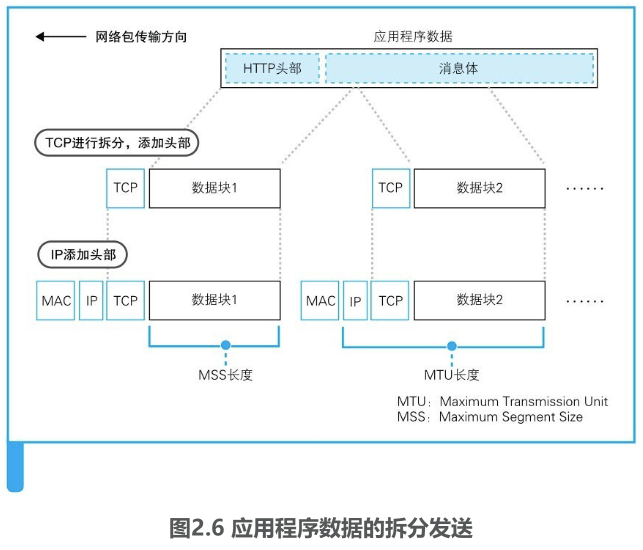 网络包传输方向
应用程序数据
HTTP头部 消息体
TCP进行拆分，添加头部
TCP 数据块1 TCP 数据块2 ······
IP添加头部
MAC IP TCP 数据块1 MAC IP TCP 数据块2 ······
MSS长度 MTU长度
MTU：Maximum Transmission Unit
MSS：Maximum Segment Size
图2.6 应用程序数据的拆分发送